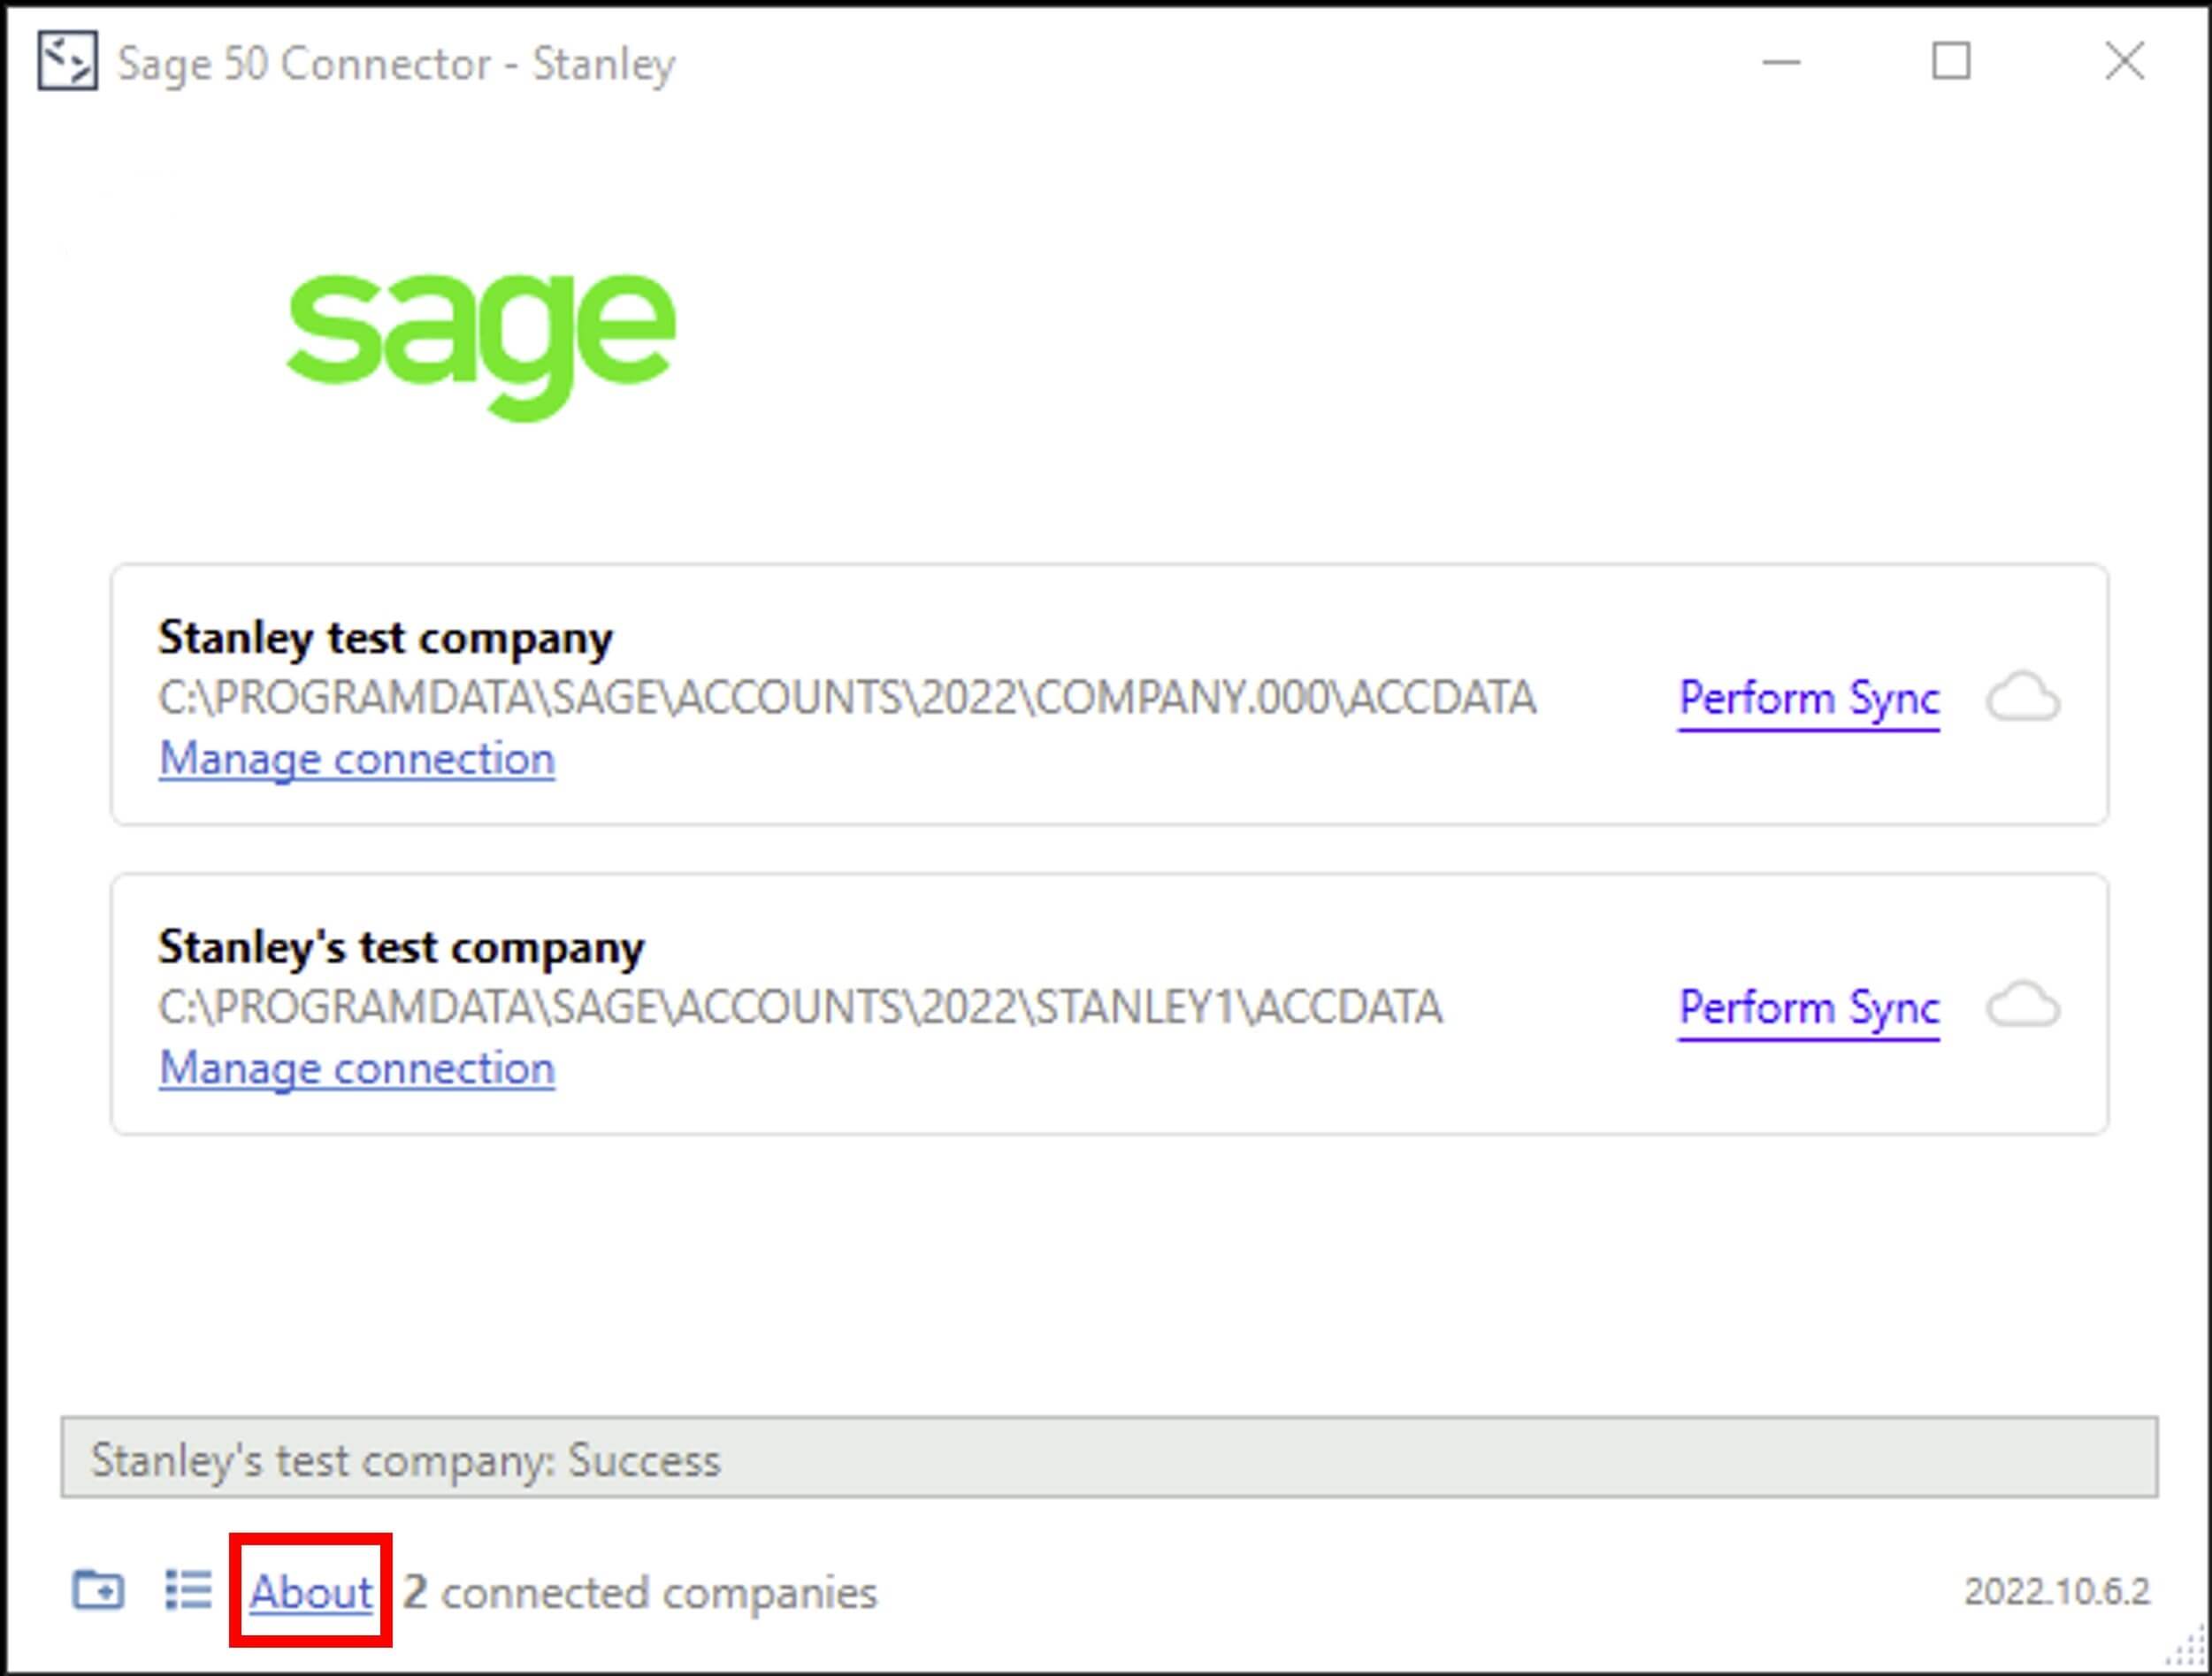 Sage 50 Connector - Stanley
sage
Stanley test company
C:\PROGRAMDATA\SAGE\ACCOUNTS\2022\COMPANY.000\ACCDATA
Perform Sync
Manage connection
Stanley's test company
C:\PROGRAMDATA\SAGE\ACCOUNTS\2022\STANLEY1\ACCDATA
Perform Sync
Manage connection
Stanley's test company: Success
About 2 connected companies
2022.10.6.2